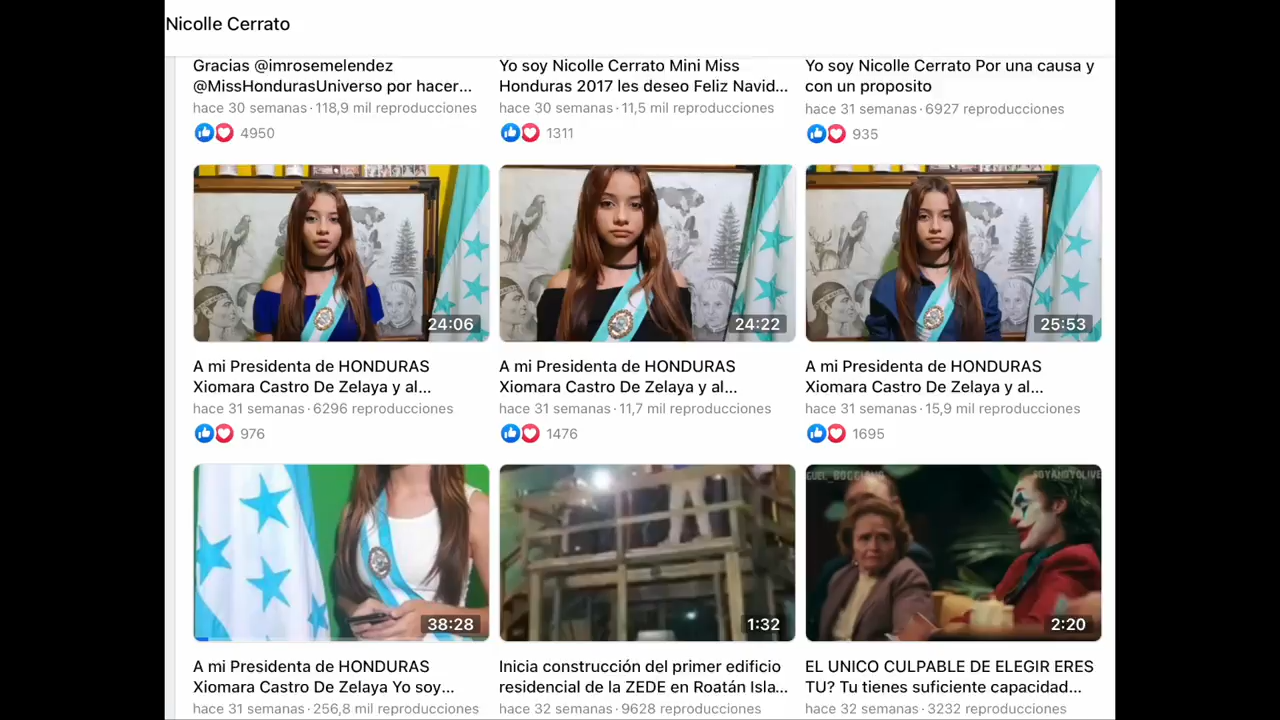 Nicolle Cerrato
Gracias @imrosemelendez
@MissHondurasUniverso por hacer...
hace 30 semanas · 118,9 mil reproducciones
4950
Yo soy Nicolle Cerrato Mini Miss
Honduras 2017 les deseo Feliz Navid...
hace 30 semanas · 11,5 mil reproducciones
1311
Yo soy Nicolle Cerrato Por una causa y
con un proposito
hace 31 semanas · 6927 reproducciones
935
24:06
A mi Presidenta de HONDURAS
Xiomara Castro De Zelaya y al...
hace 31 semanas · 6296 reproducciones
976
24:22
A mi Presidenta de HONDURAS
Xiomara Castro De Zelaya y al...
hace 31 semanas · 11,7 mil reproducciones
1476
25:53
A mi Presidenta de HONDURAS
Xiomara Castro De Zelaya y al...
hace 31 semanas · 15,9 mil reproducciones
1695
38:28
A mi Presidenta de HONDURAS
Xiomara Castro De Zelaya Yo soy...
hace 31 semanas · 256,8 mil reproducciones
1:32
Inicia construcción del primer edificio
residencial de la ZEDE en Roatán Isla...
hace 32 semanas · 9628 reproducciones
2:20
EL UNICO CULPABLE DE ELEGIR ERES
TU? Tu tienes suficiente capacidad...
hace 32 semanas · 3232 reproducciones